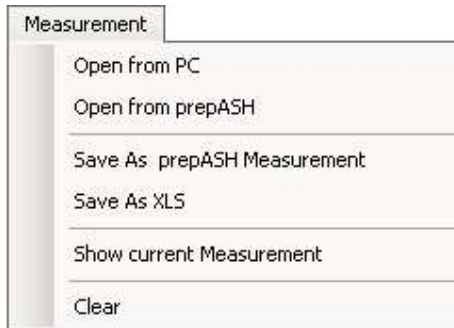 Measurement
Open from PC
Open from prepASH
Save As prepASH Measurement
Save As XLS
Show current Measurement
Clear